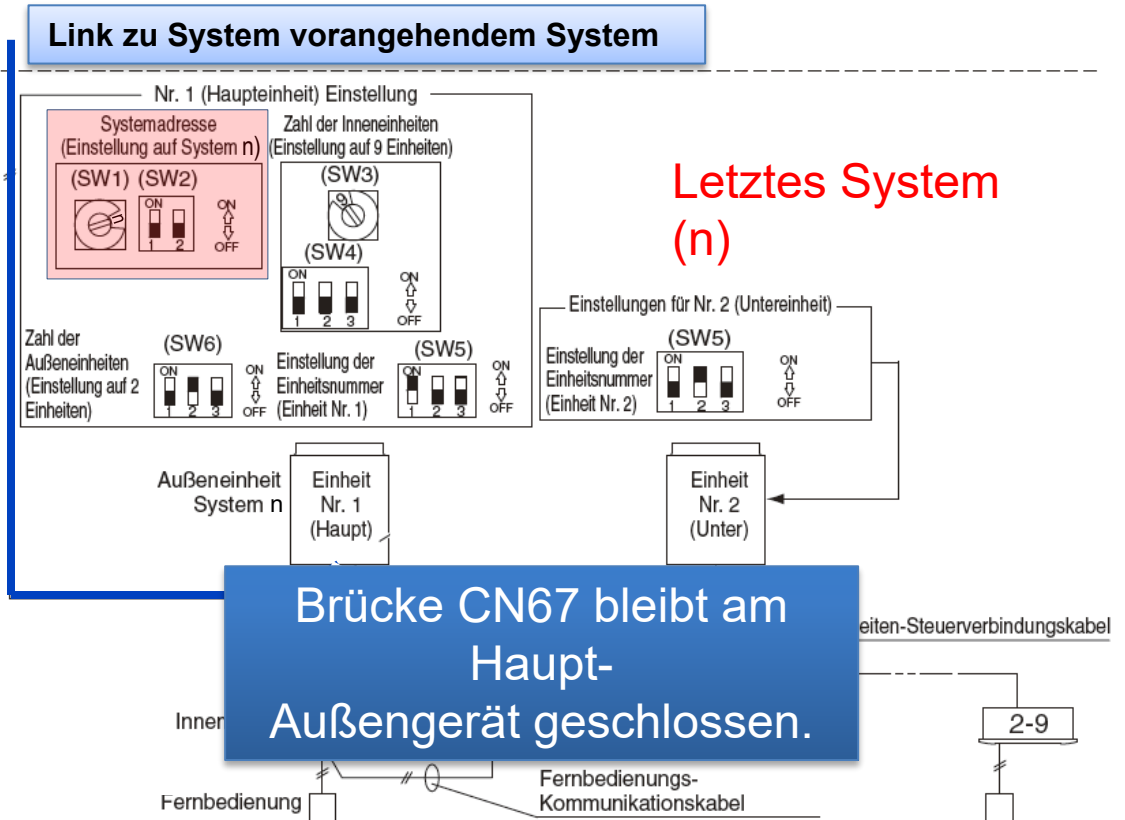 Link zu System vorangehendem System
Nr. 1 (Haupteinheit) Einstellung
Systemadresse
(Einstellung auf System n)
(SW1) (SW2)
ON
1 2
ON
OFF
Zahl der Inneneinheiten
(Einstellung auf 9 Einheiten)
(SW3)
9
(SW4)
ON
1 2 3
ON
OFF
Letztes System
(n)
Zahl der
Außeneinheiten
(Einstellung auf 2
Einheiten)
(SW6)
ON
1 2 3
ON
OFF
Einstellung der
Einheitsnummer
(Einheit Nr. 1)
(SW5)
ON
1 2 3
ON
OFF
Einstellungen für Nr. 2 (Untereinheit)
Einstellung der
Einheitsnummer
(Einheit Nr. 2)
(SW5)
ON
1 2 3
ON
OFF
Außeneinheit
System n
Einheit
Nr. 1
(Haupt)
Einheit
Nr. 2
(Unter)
Brücke CN67 bleibt am
Haupt-
Außengerät geschlossen.
eiten-Steuerverbindungskabel
Inner
2-9
Fernbedienung
Fernbedienungs-
Kommunikationskabel